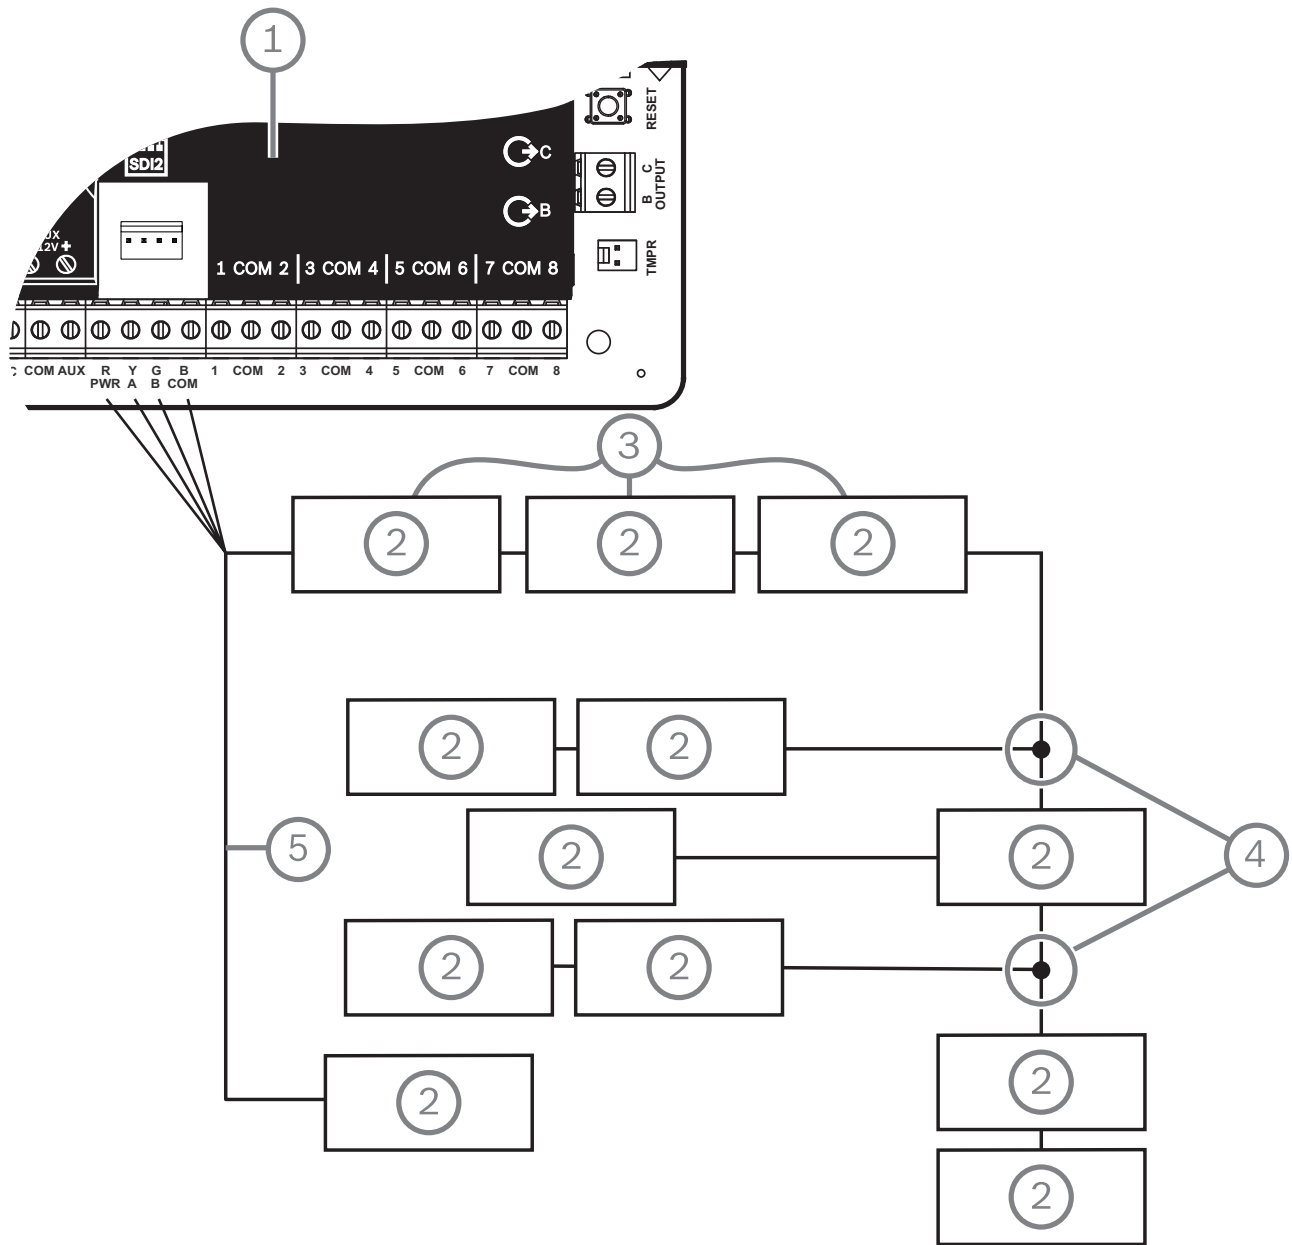 1
RESET
SDI2
C
C
B
OUTPUT
B
12V +
TMPR
1 COM 2 3 COM 4 5 COM 6 7 COM 8
COM AUX R Y G B 1 COM 2 3 COM 4 5 COM 6 7 COM 8
PWR A B COM
3
2 2 2
2 2
5 2 2 4
2 2
2
2
2